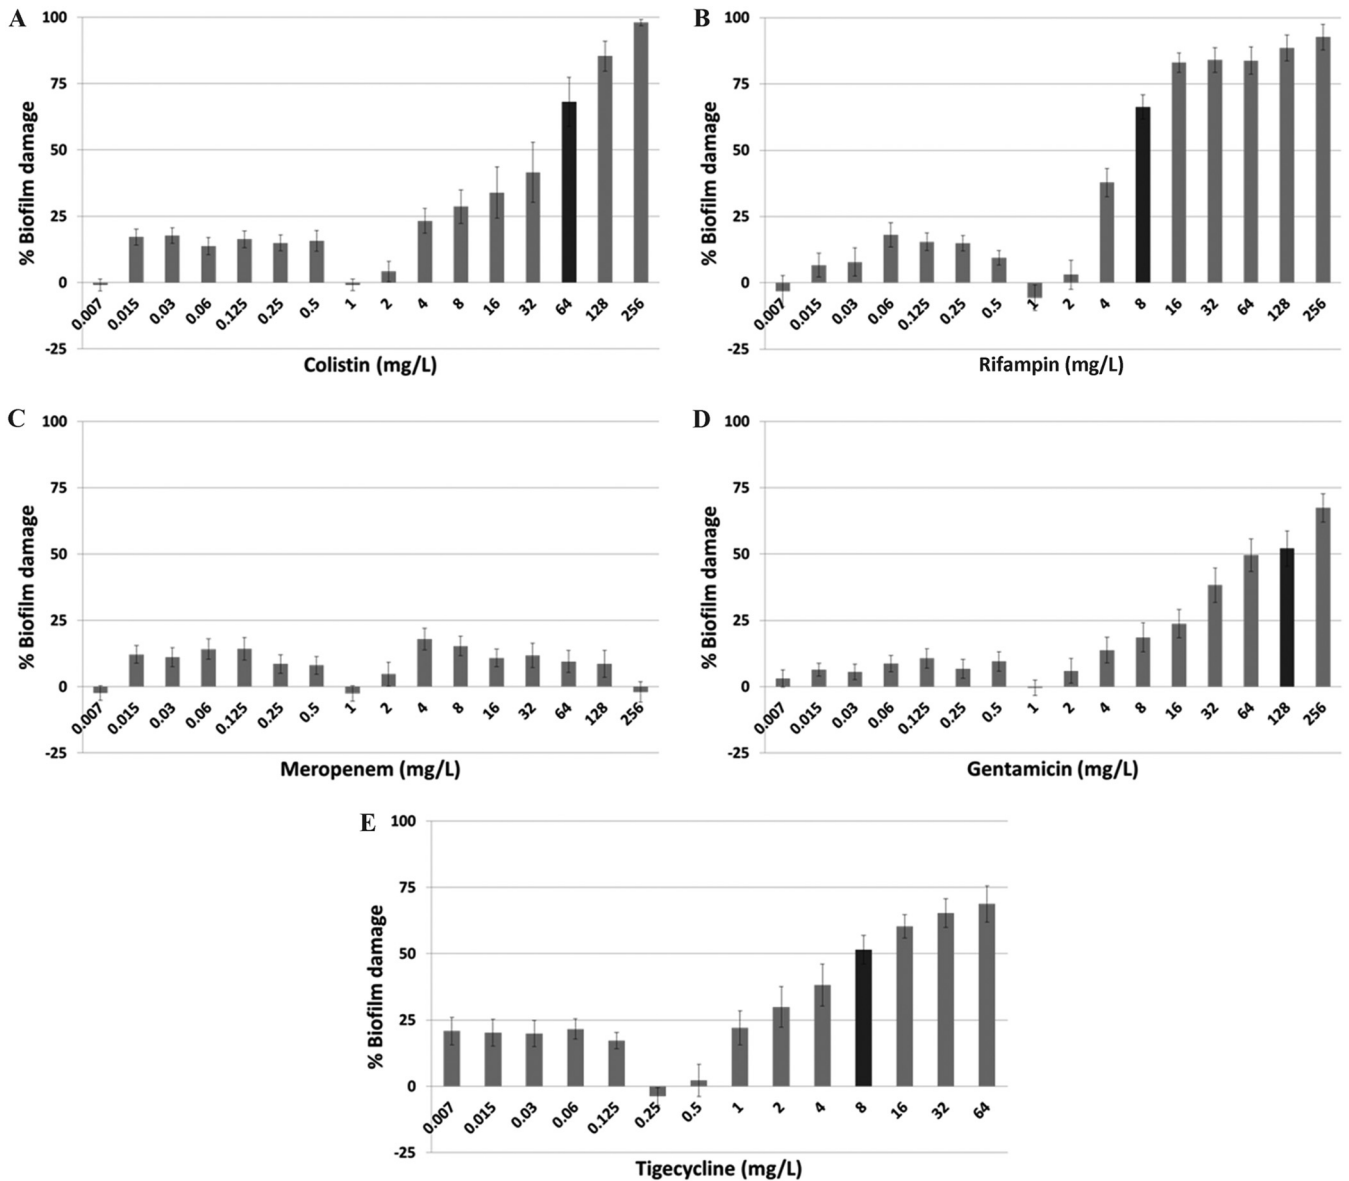 A
% Biofilm damage
100
75
50
25
0
-25
0.007 0.015 0.03 0.06 0.125 0.25 0.5 1 2 4 8 16 32 64 128 256
Colistin (mg/L)
B
% Biofilm damage
100
75
50
25
0
-25
0.007 0.015 0.03 0.06 0.125 0.25 0.5 1 2 4 8 16 32 64 128 256
Rifampin (mg/L)
C
% Biofilm damage
100
75
50
25
0
-25
0.007 0.015 0.03 0.06 0.125 0.25 0.5 1 2 4 8 16 32 64 128 256
Meropenem (mg/L)
D
% Biofilm damage
100
75
50
25
0
-25
0.007 0.015 0.03 0.06 0.125 0.25 0.5 1 2 4 8 16 32 64 128 256
Gentamicin (mg/L)
E
% Biofilm damage
100
75
50
25
0
-25
0.007 0.015 0.03 0.06 0.125 0.25 0.5 1 2 4 8 16 32 64
Tigecycline (mg/L)